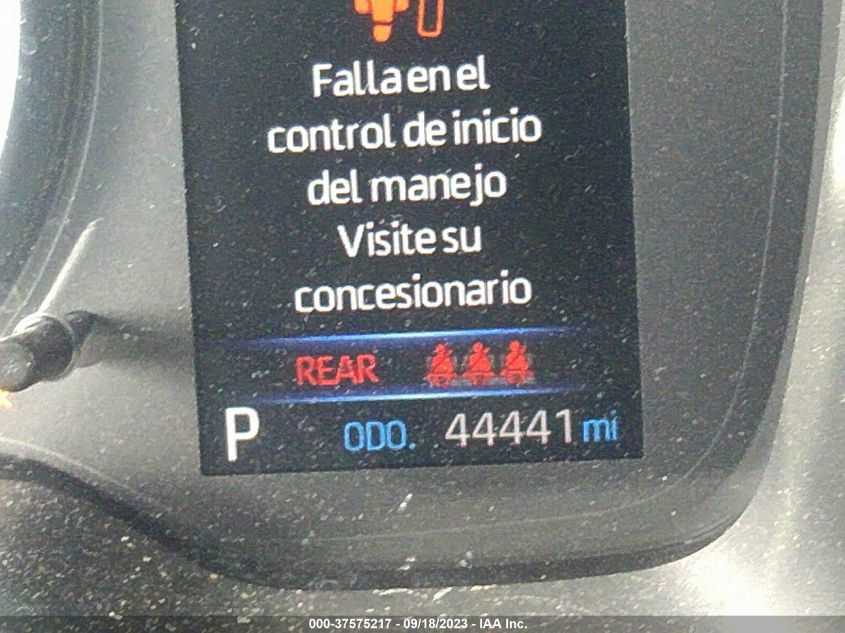 Falla en el
control de inicio
del manejo
Visite su
concesionario
REAR
P ODO. 44441 mi
000-37575217 - 09/18/2023 - IAA Inc.